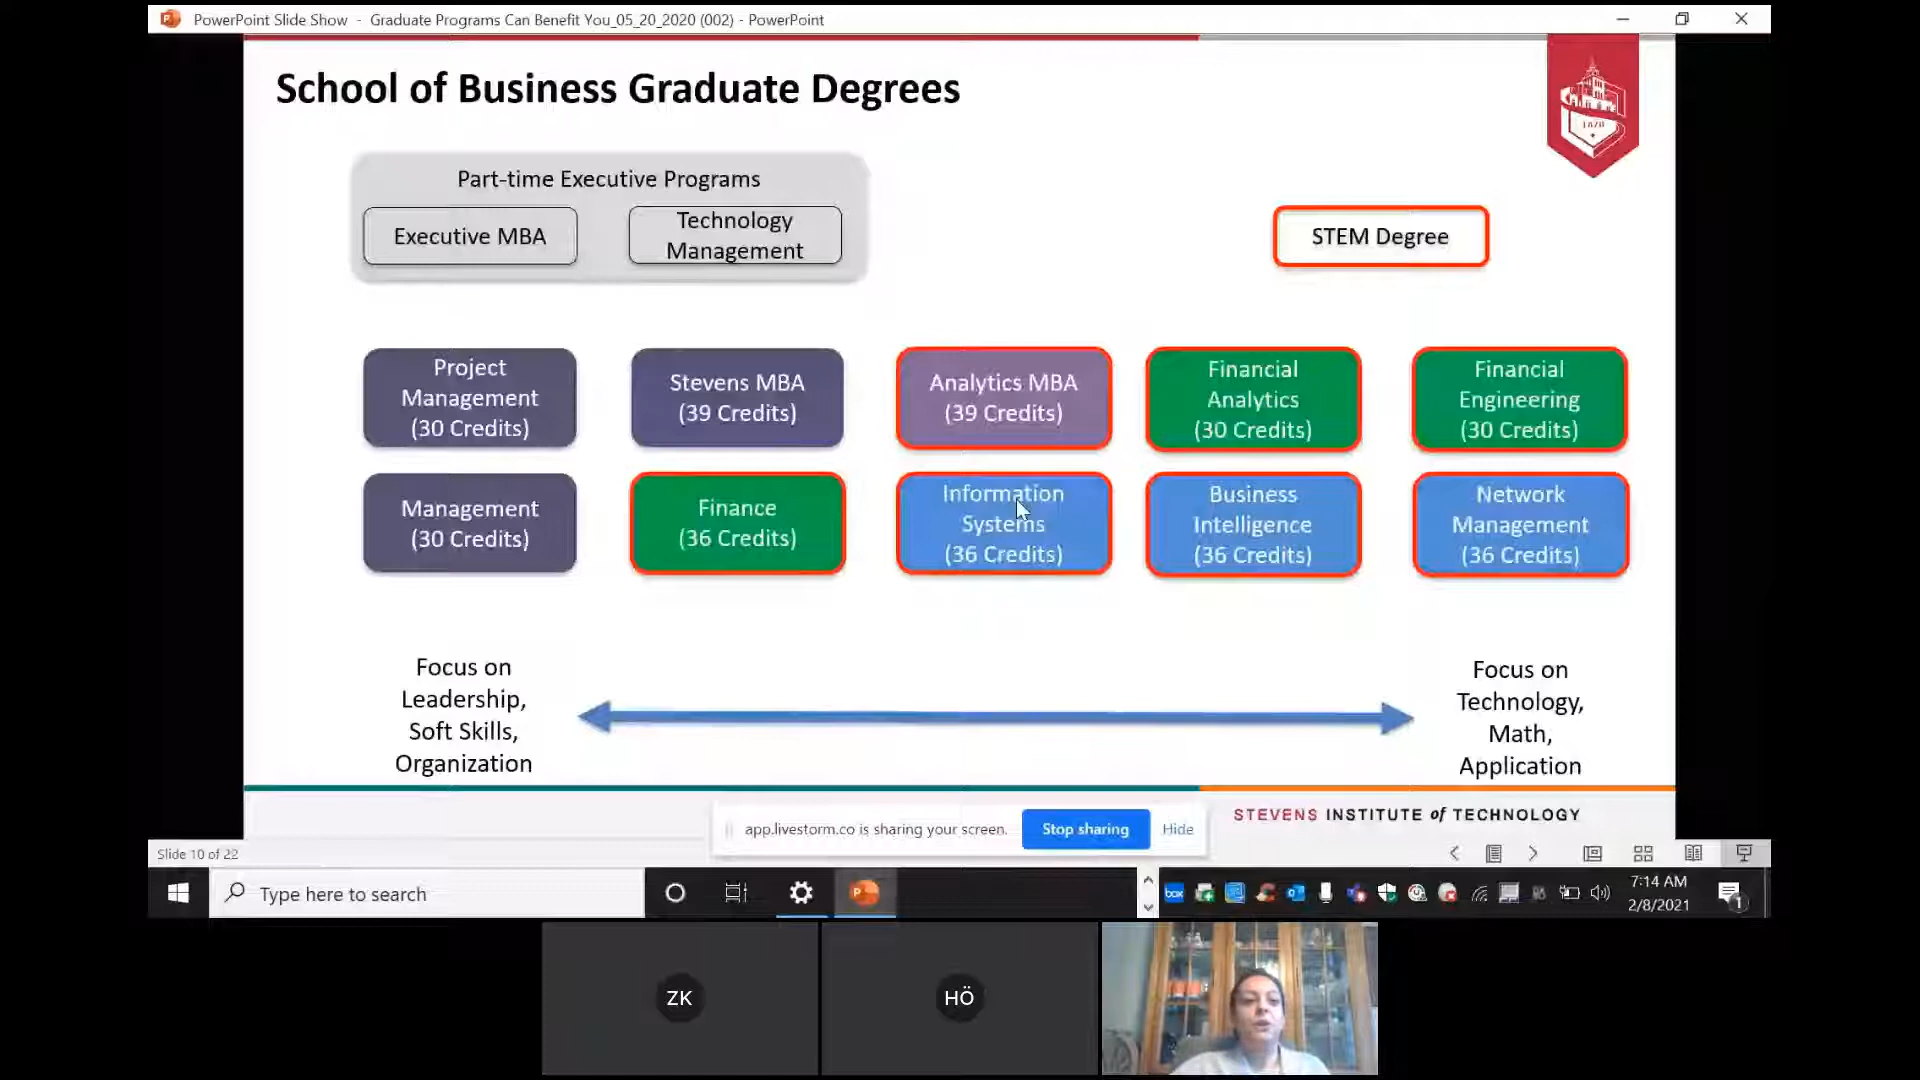 PowerPoint Slide Show - Graduate Programs Can Benefit You_05_20_2020 (002) - PowerPoint
School of Business Graduate Degrees
1870
Part-time Executive Programs
Executive MBA
Technology
Management
STEM Degree
Project
Management
(30 Credits)
Stevens MBA
(39 Credits)
Analytics MBA
(39 Credits)
Financial
Analytics
(30 Credits)
Financial
Engineering
(30 Credits)
Management
(30 Credits)
Finance
(36 Credits)
Information
Systems
(36 Credits)
Business
Intelligence
(36 Credits)
Network
Management
(36 Credits)
Focus on
Leadership,
Soft Skills,
Organization
Focus on
Technology,
Math,
Application
STEVENS INSTITUTE of TECHNOLOGY
app.livestorm.co is sharing your screen.
Stop sharing
Hide
Slide 10 of 22
Type here to search
box
7:14 AM
2/8/2021
1
ZK
HÖ